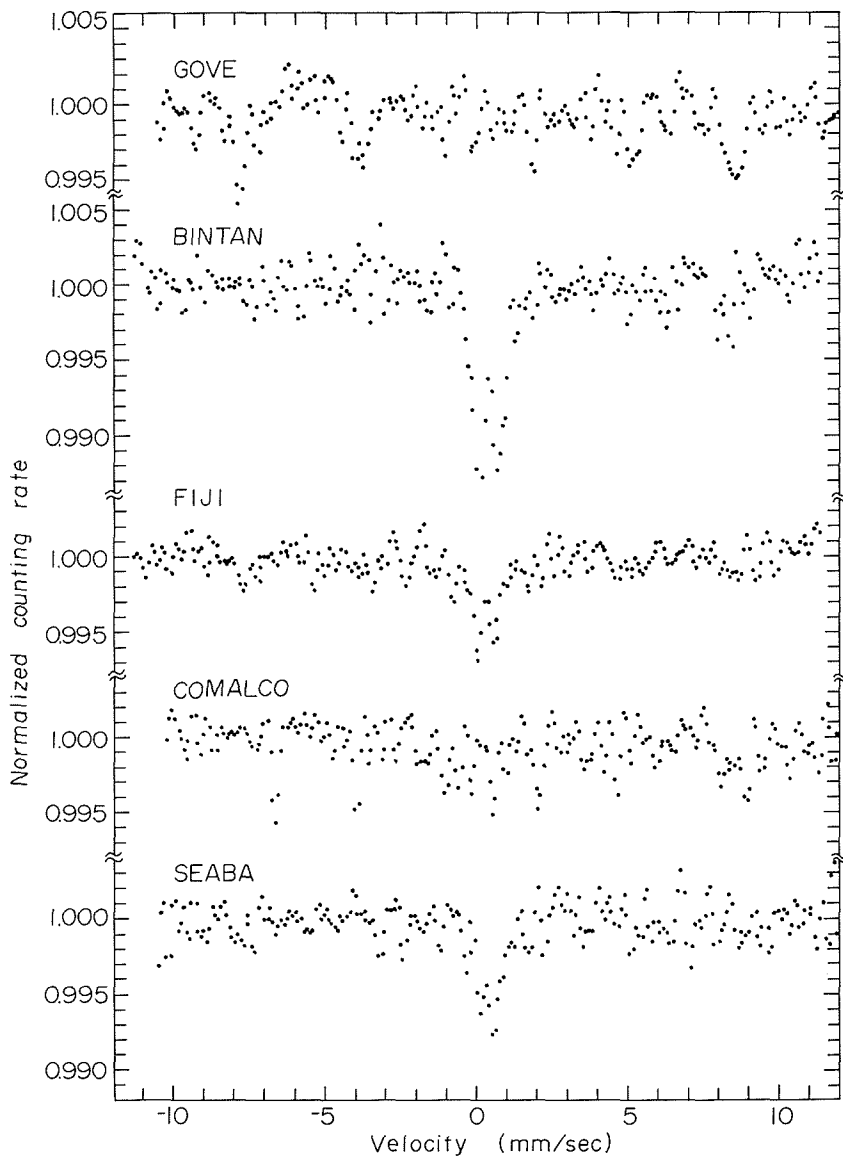 1.005
GOVE
1.000
0.995
1.005
BINTAN
1.000
0.995
0.990
FIJI
1.000
0.995
COMALCO
1.000
0.995
SEABA
1.000
0.995
0.990
Normalized counting rate
-10 -5 0 5 10
Velocity (mm/sec)